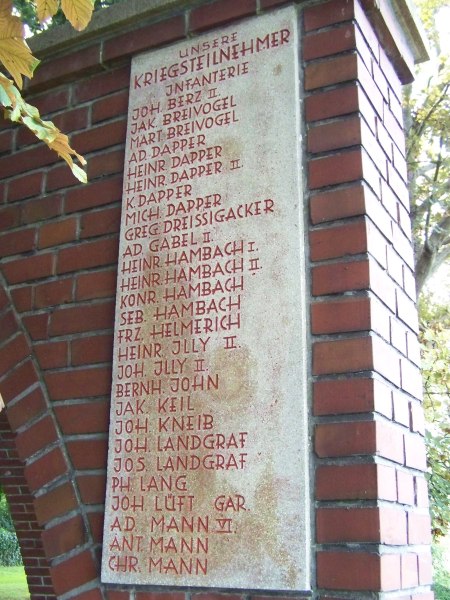 UNSERE
KRIEGSTEILNEHMER
JNFANTERIE
JOH. BERZ II.
JAK. BREIVOGEL
MART. BREIVOGEL
AD. DAPPER
HEINR. DAPPER
HEINR. DAPPER II.
K. DAPPER
MICH. DAPPER
GREG. DREISSIGACKER
AD. GABEL II.
HEINR. HAMBACH I.
HEINR. HAMBACH II.
KONR. HAMBACH
SEB. HAMBACH
FRZ. HELMERICH
HEINR. JLLY II.
JOH. JLLY II.
BERNH. JOHN
JAK. KEIL
JOH. KNEIB
JOH. LANDGRAF
JOS. LANDGRAF
PH. LANG
JOH. LÜFT GAR.
AD. MANN VI.
ANT. MANN
CHR. MANN